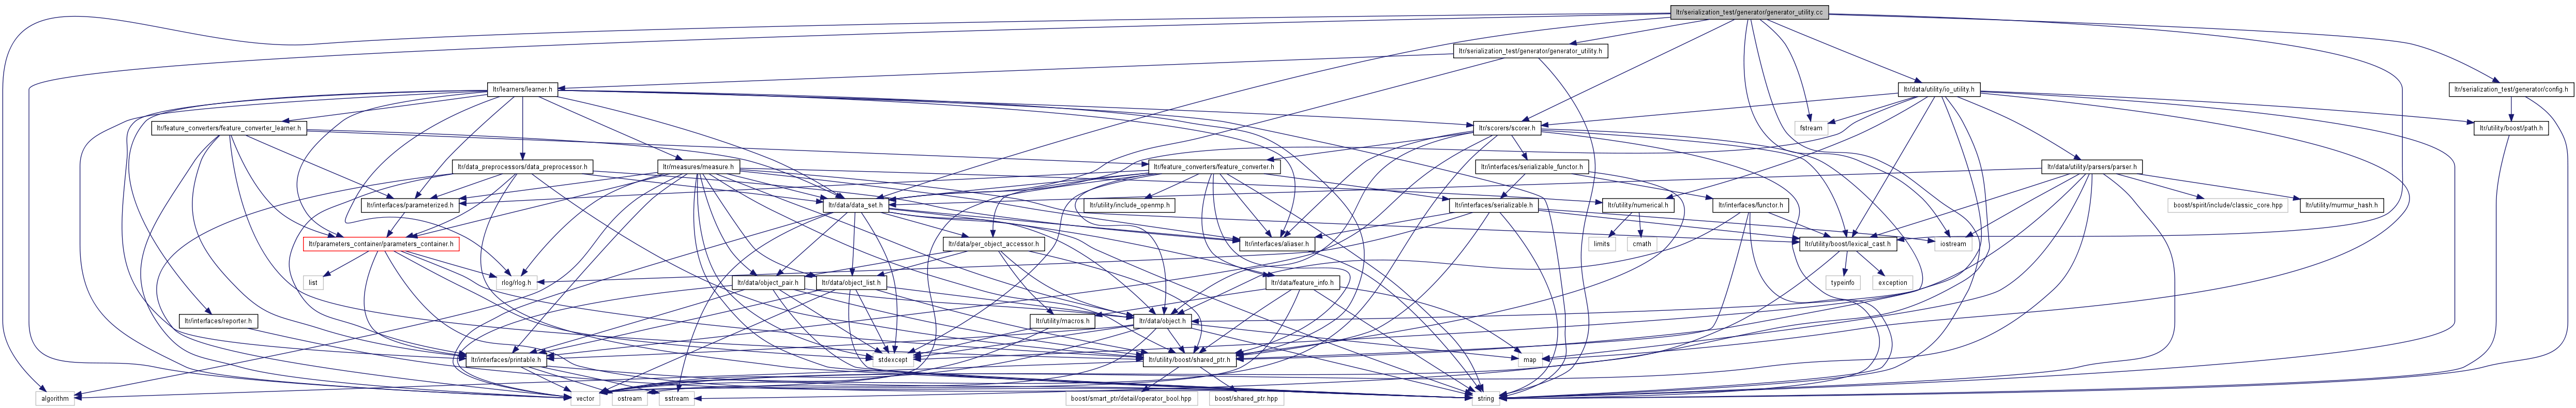 ltr/serialization_test/generator/generator_utility.cc
ltr/serialization_test/generator/generator_utility.h
ltr/learners/learner.h
ltr/data/utility/io_utility.h
ltr/serialization_test/generator/config.h
ltr/feature_converters/feature_converter_learner.h
ltr/scorers/scorer.h
fstream
ltr/utility/boost/path.h
ltr/data_preprocessors/data_preprocessor.h
ltr/measures/measure.h
ltr/feature_converters/feature_converter.h
ltr/interfaces/serializable_functor.h
ltr/data/utility/parsers/parser.h
ltr/interfaces/parameterized.h
ltr/data/data_set.h
ltr/utility/include_openmp.h
ltr/interfaces/serializable.h
ltr/utility/numerical.h
ltr/interfaces/functor.h
boost/spirit/include/classic_core.hpp
ltr/utility/murmur_hash.h
ltr/parameters_container/parameters_container.h
ltr/data/per_object_accessor.h
ltr/interfaces/aliaser.h
limits
cmath
ltr/utility/boost/lexical_cast.h
iostream
list
rlog/rlog.h
ltr/data/object_pair.h
ltr/data/object_list.h
ltr/data/feature_info.h
typeinfo
exception
ltr/interfaces/reporter.h
ltr/utility/macros.h
ltr/data/object.h
ltr/interfaces/printable.h
stdexcept
ltr/utility/boost/shared_ptr.h
map
algorithm
vector
ostream
sstream
boost/smart_ptr/detail/operator_bool.hpp
boost/shared_ptr.hpp
string